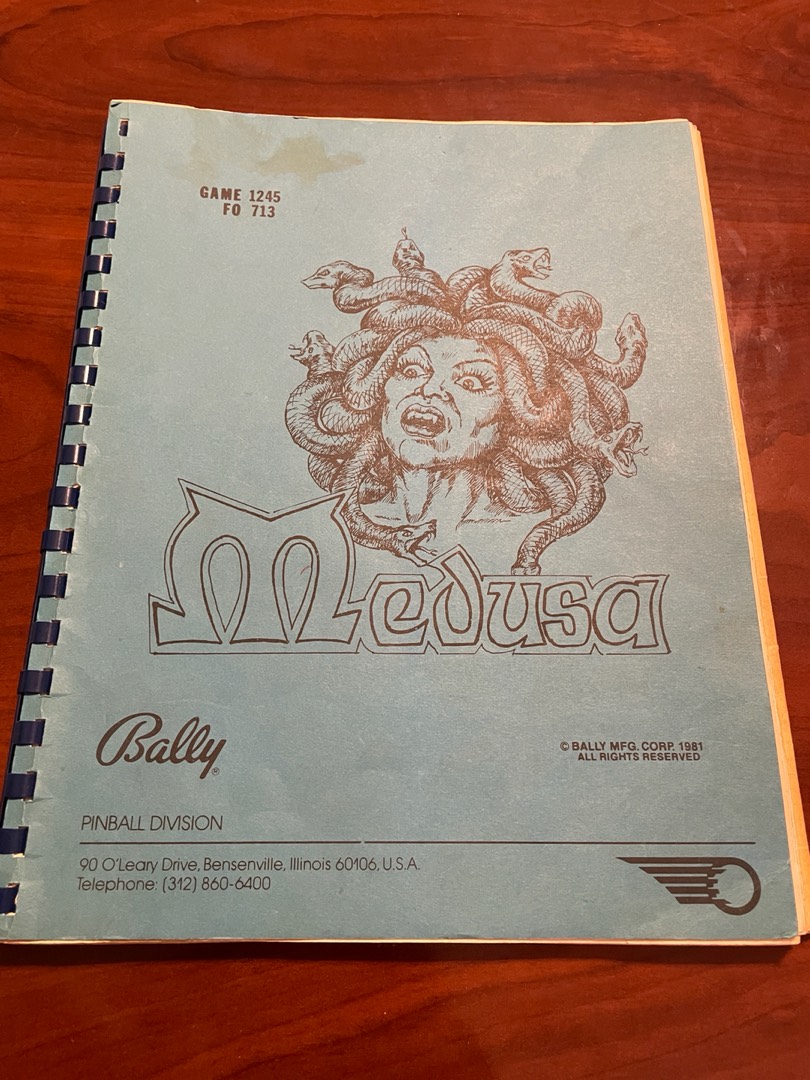 GAME 1245
FO 713
Medusa
Bally®
© BALLY MFG. CORP. 1981
ALL RIGHTS RESERVED
PINBALL DIVISION
90 O'Leary Drive, Bensenville, Illinois 60106, U.S.A.
Telephone: (312) 860-6400